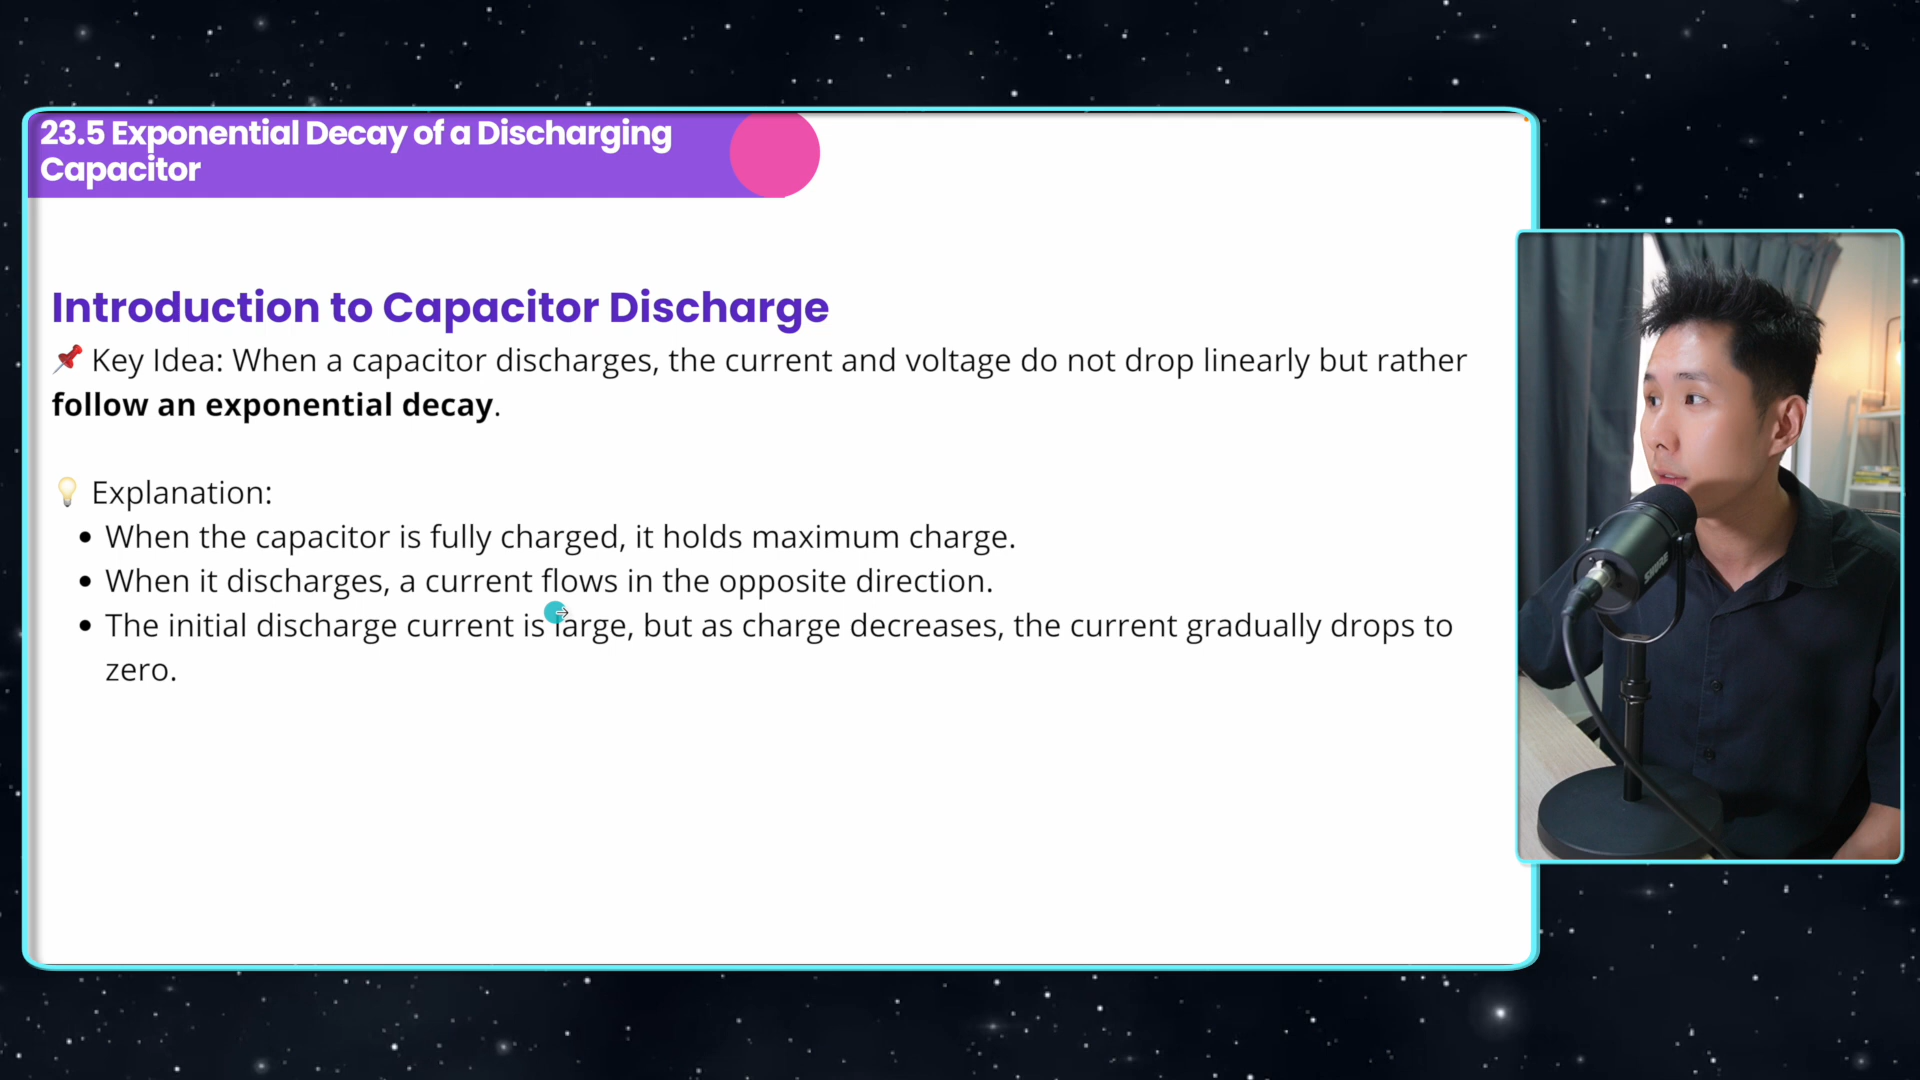 23.5 Exponential Decay of a Discharging
Capacitor
Introduction to Capacitor Discharge
📌 Key Idea: When a capacitor discharges, the current and voltage do not drop linearly but rather
follow an exponential decay.
💡 Explanation:
• When the capacitor is fully charged, it holds maximum charge.
• When it discharges, a current flows in the opposite direction.
• The initial discharge current is large, but as charge decreases, the current gradually drops to
zero.
SHURE